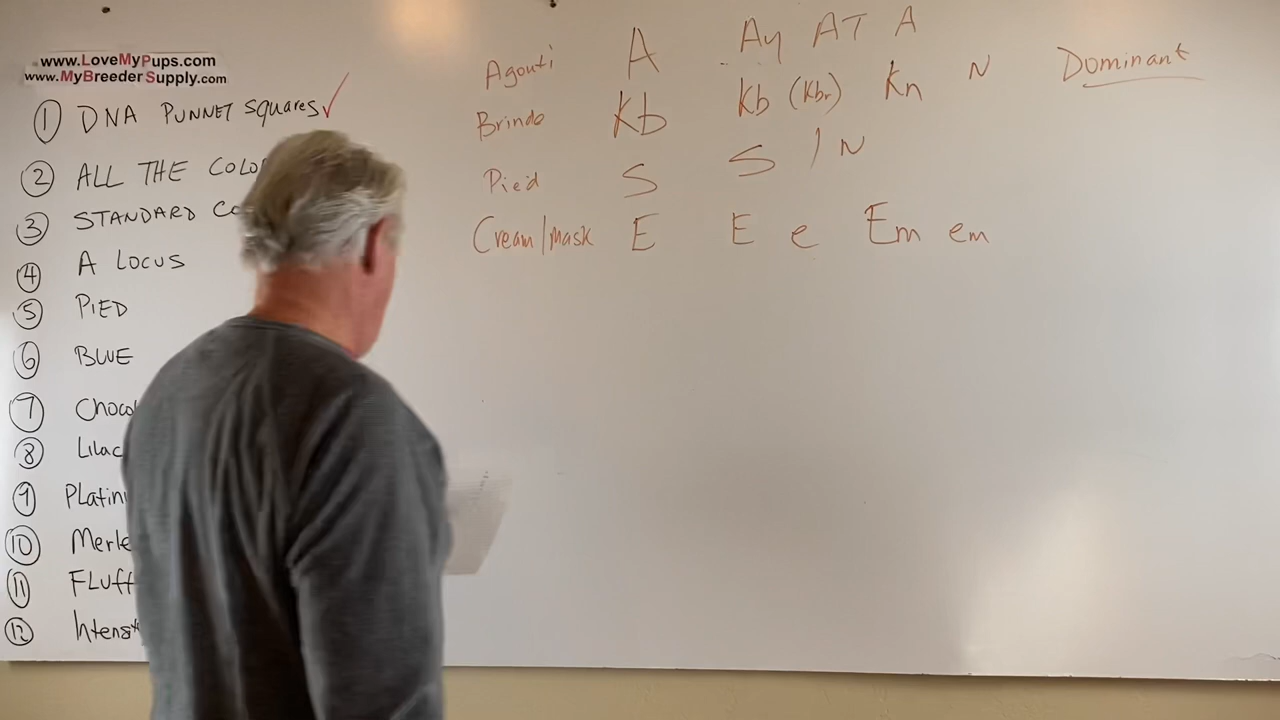 www.LoveMyPups.com
www.MyBreederSupply.com
① DNA PUNNET SQUARES ✓
② ALL THE COLO
③ STANDARD CO
④ A LOCUS
⑤ PIED
⑥ BLUE
⑦ Choco
⑧ Lilac
⑨ PLatin
⑩ Merle
⑪ FLuff
⑫ Intens
Agouti A Ay AT A
Brindo Kb Kb (Kbr) Kn N Dominant
Pied S S / N
Cream/Mask E E e Em em